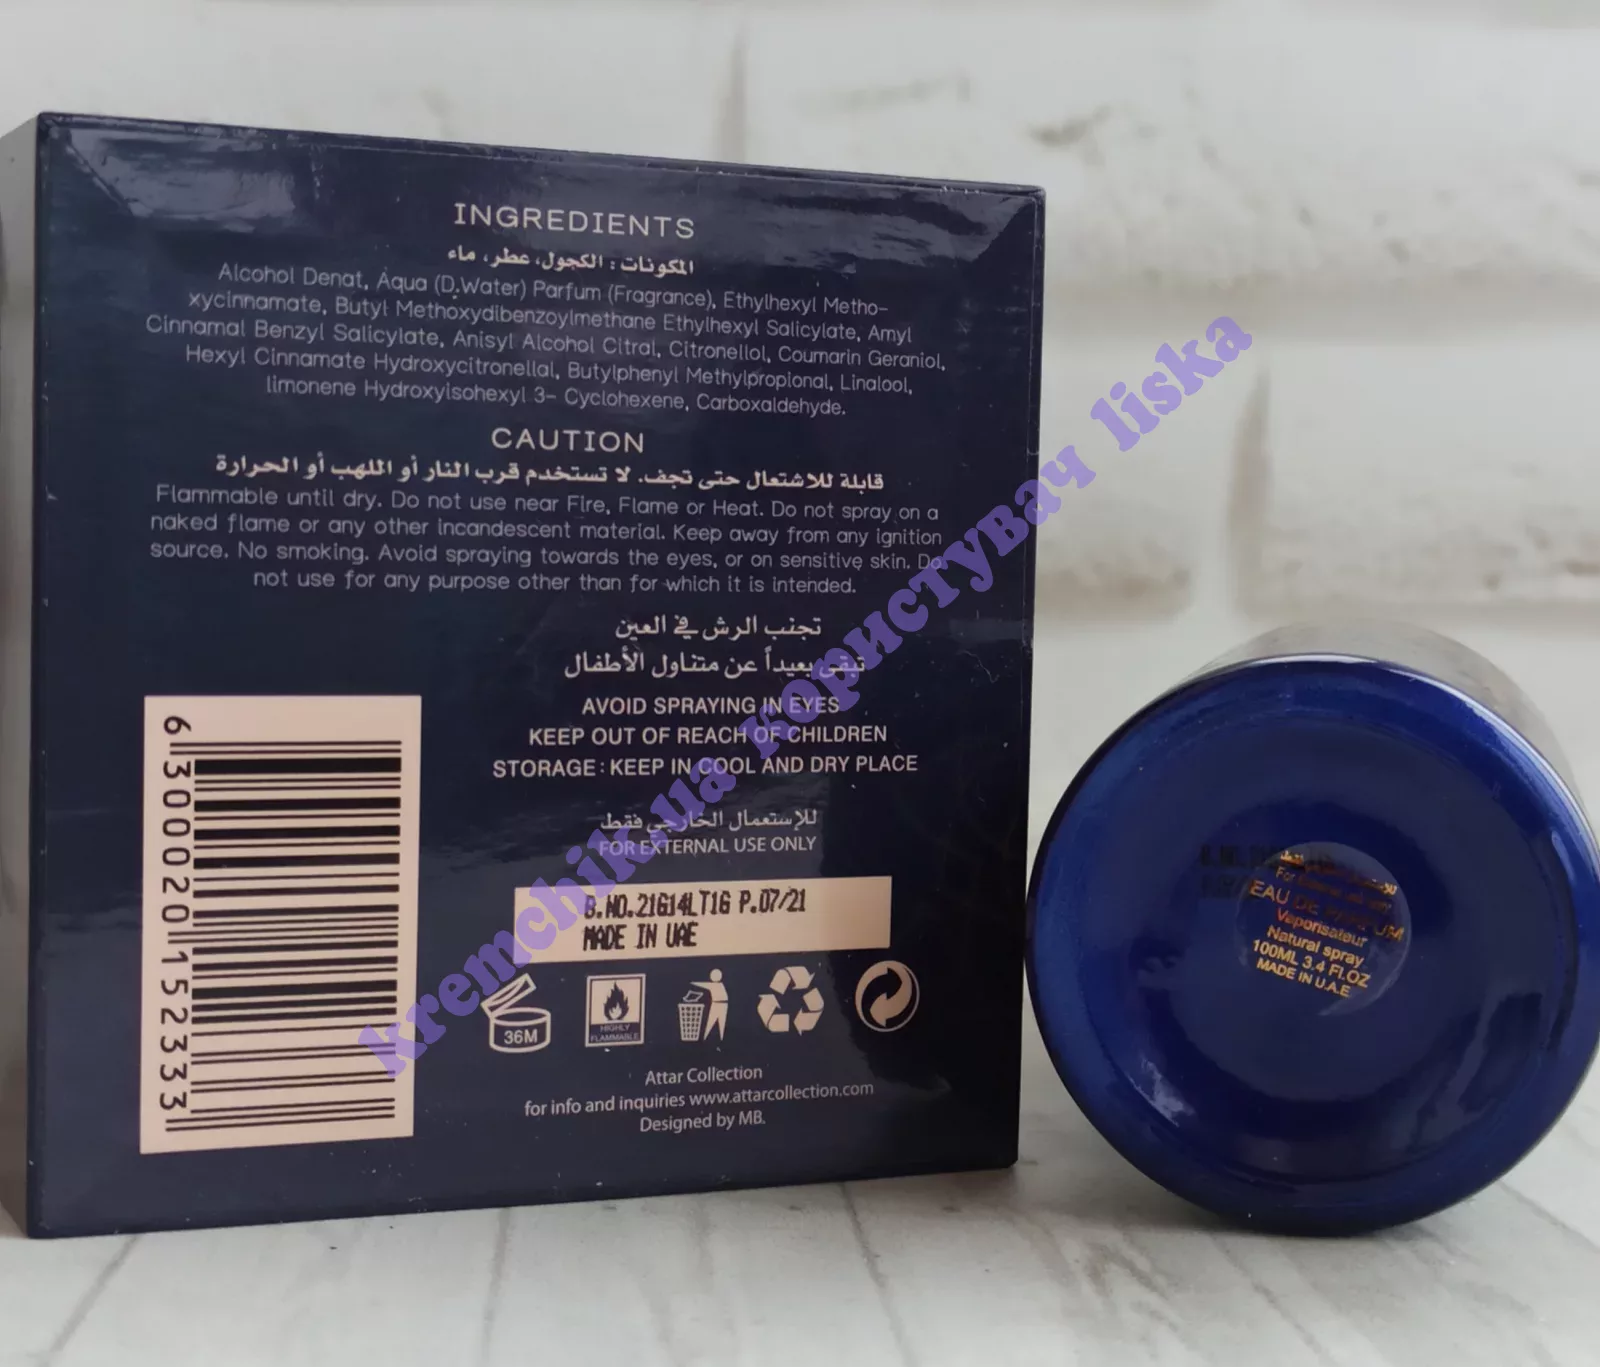 INGREDIENTS
المكونات: الكحول، عطر، ماء
Alcohol Denat, Aqua (D.Water) Parfum (Fragrance), Ethylhexyl Metho-
xycinnamate, Butyl Methoxydibenzoylmethane Ethylhexyl Salicylate, Amyl
Cinnamal Benzyl Salicylate, Anisyl Alcohol Citral, Citronellol, Coumarin Geraniol,
Hexyl Cinnamate Hydroxycitronellal, Butylphenyl Methylpropional, Linalool,
limonene Hydroxyisohexyl 3- Cyclohexene, Carboxaldehyde.
CAUTION
قابلة للاشتعال حتى تجف. لا تستخدم قرب النار أو اللهب أو الحرارة
Flammable until dry. Do not use near Fire, Flame or Heat. Do not spray on a
naked flame or any other incandescent material. Keep away from any ignition
source. No smoking. Avoid spraying towards the eyes, or on sensitive skin. Do
not use for any purpose other than for which it is intended.
تجنب الرش في العين
تبقى بعيداً عن متناول الأطفال
AVOID SPRAYING IN EYES
KEEP OUT OF REACH OF CHILDREN
STORAGE: KEEP IN COOL AND DRY PLACE
للإستعمال الخارجي فقط
FOR EXTERNAL USE ONLY
B.NO.21614LT16 P.07/21
MADE IN UAE
36M
HIGHLY
FLAMMABLE
Attar Collection
for info and inquiries www.attarcollection.com
Designed by MB.
6300020152333
For External use only
EAU DE PARFUM
Vaporisateur
Natural spray
100ML 3.4 FL.OZ
MADE IN U.A.E
kremchik.ua користувач liska